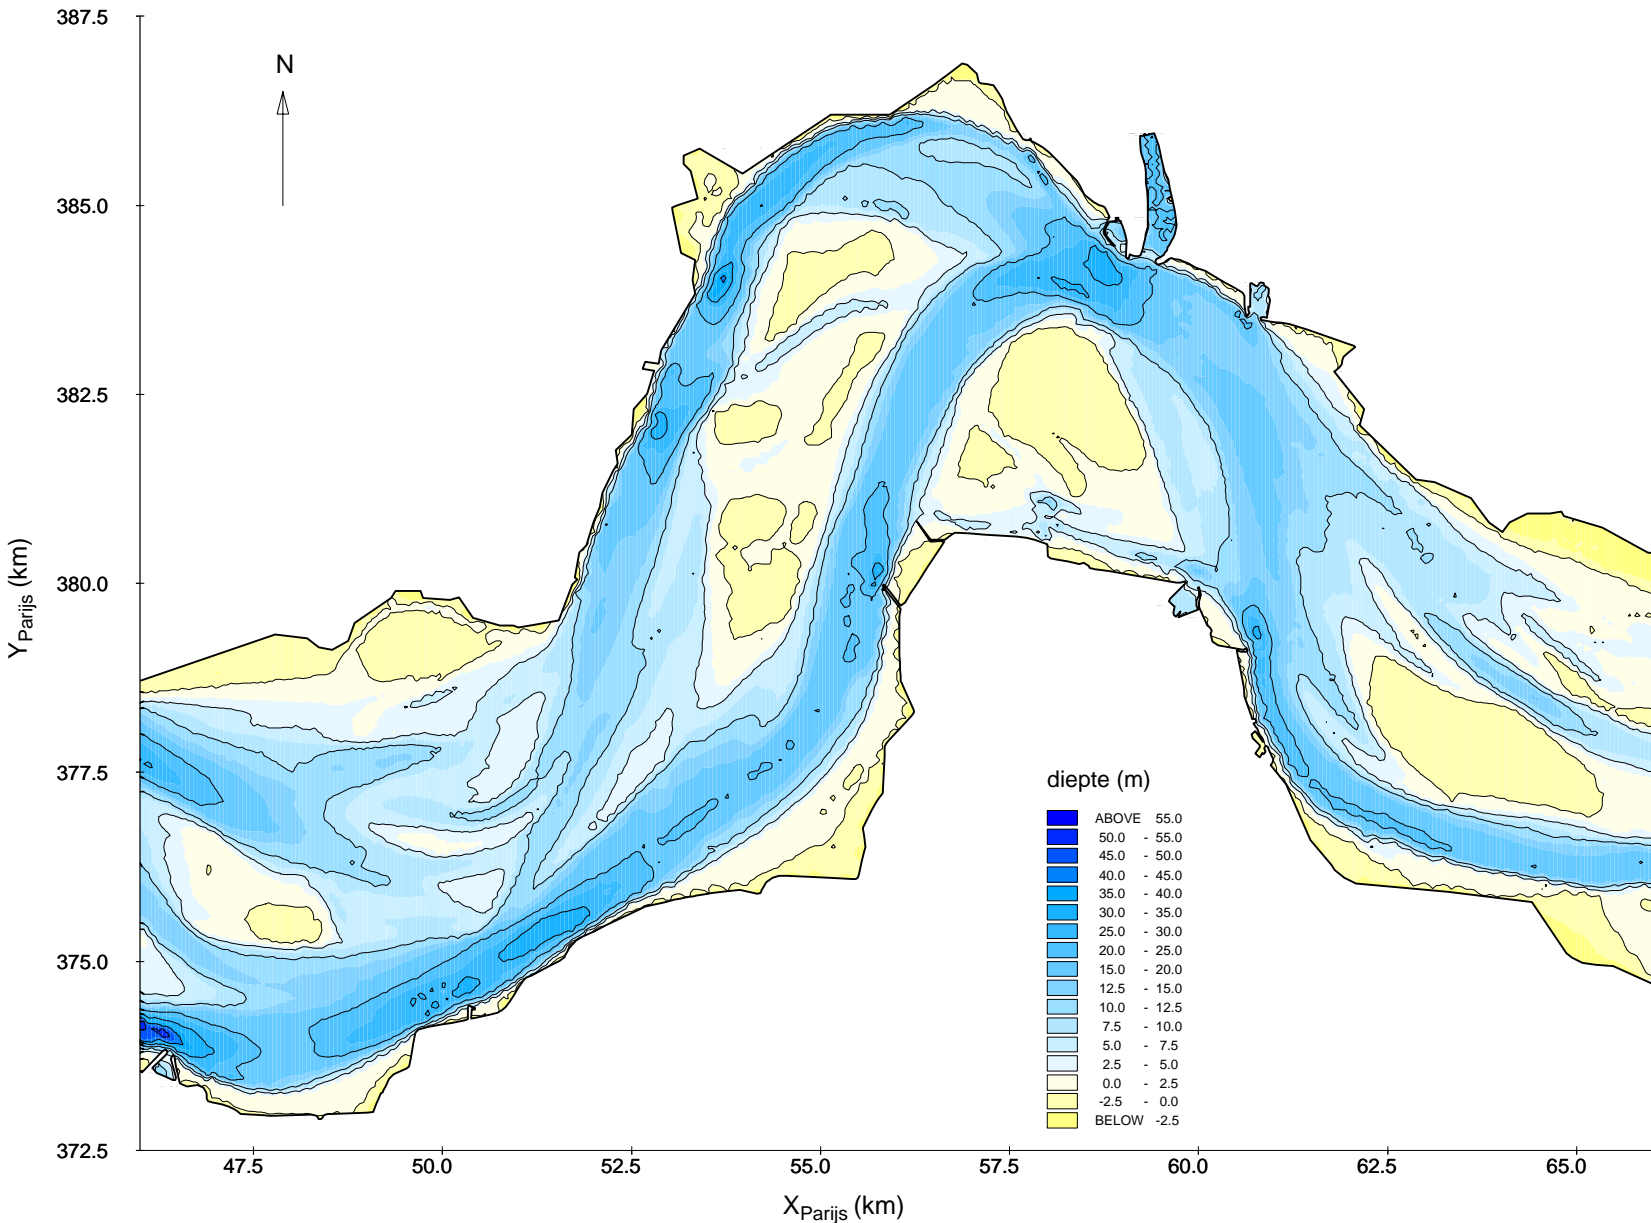 387.5
N
385.0
382.5
380.0
377.5
375.0
372.5
Y Parijs (km)
47.5 50.0 52.5 55.0 57.5 60.0 62.5 65.0
X Parijs (km)
diepte (m)
ABOVE 55.0
50.0 - 55.0
45.0 - 50.0
40.0 - 45.0
35.0 - 40.0
30.0 - 35.0
25.0 - 30.0
20.0 - 25.0
15.0 - 20.0
12.5 - 15.0
10.0 - 12.5
7.5 - 10.0
5.0 - 7.5
2.5 - 5.0
0.0 - 2.5
-2.5 - 0.0
BELOW -2.5